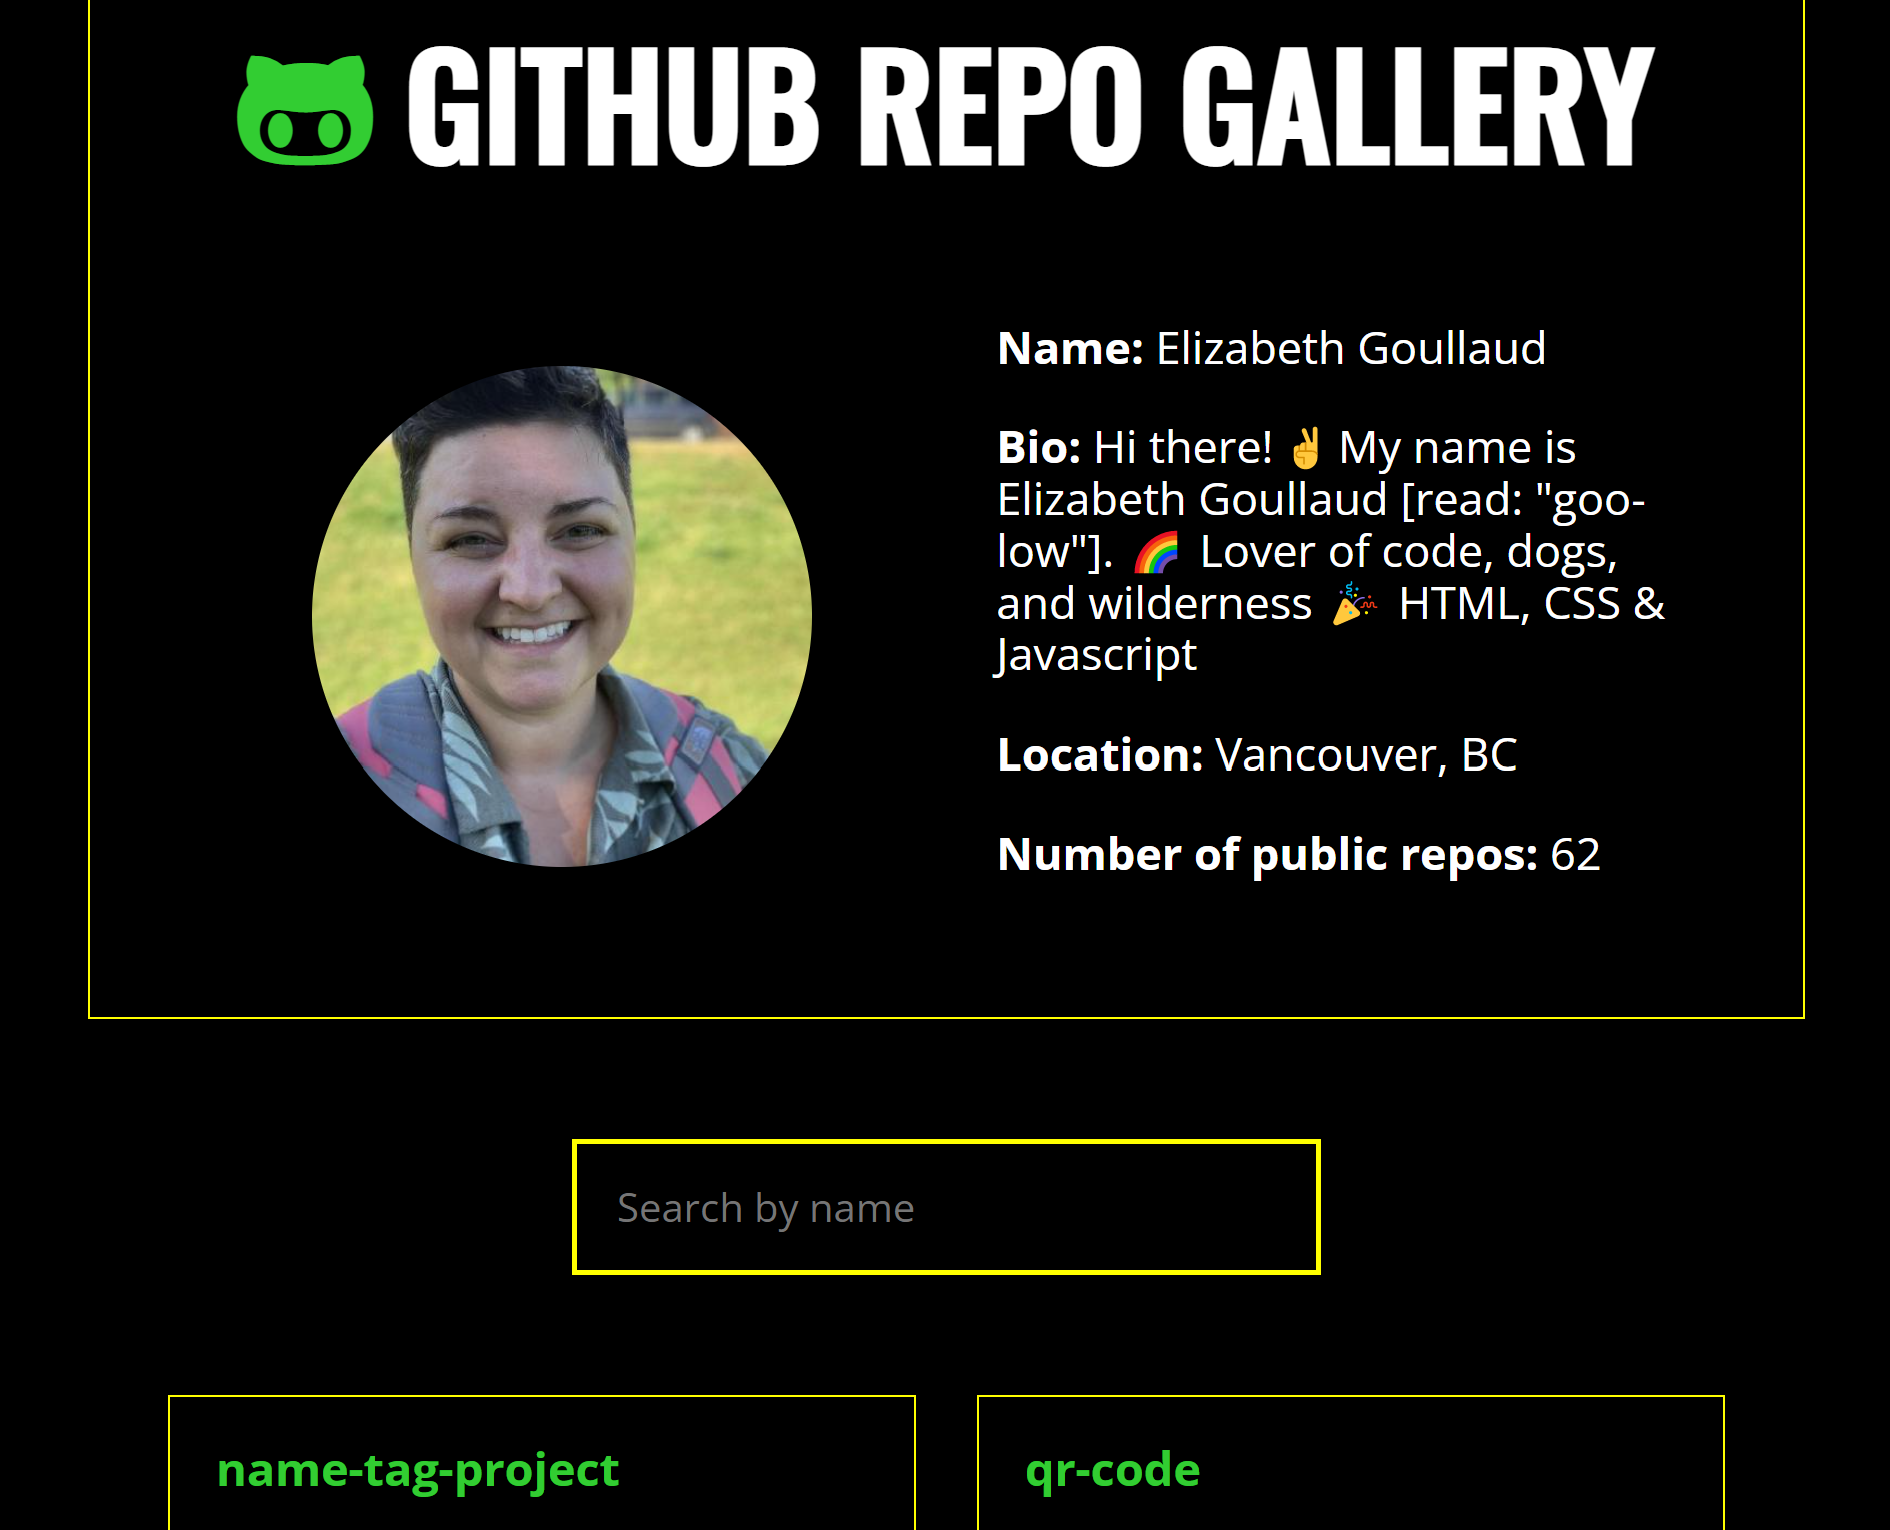 GITHUB REPO GALLERY
Name: Elizabeth Goullaud
Bio: Hi there! ✌ My name is
Elizabeth Goullaud [read: "goo-
low"]. 🌈 Lover of code, dogs,
and wilderness 🎉 HTML, CSS &
Javascript
Location: Vancouver, BC
Number of public repos: 62
Search by name
name-tag-project
qr-code